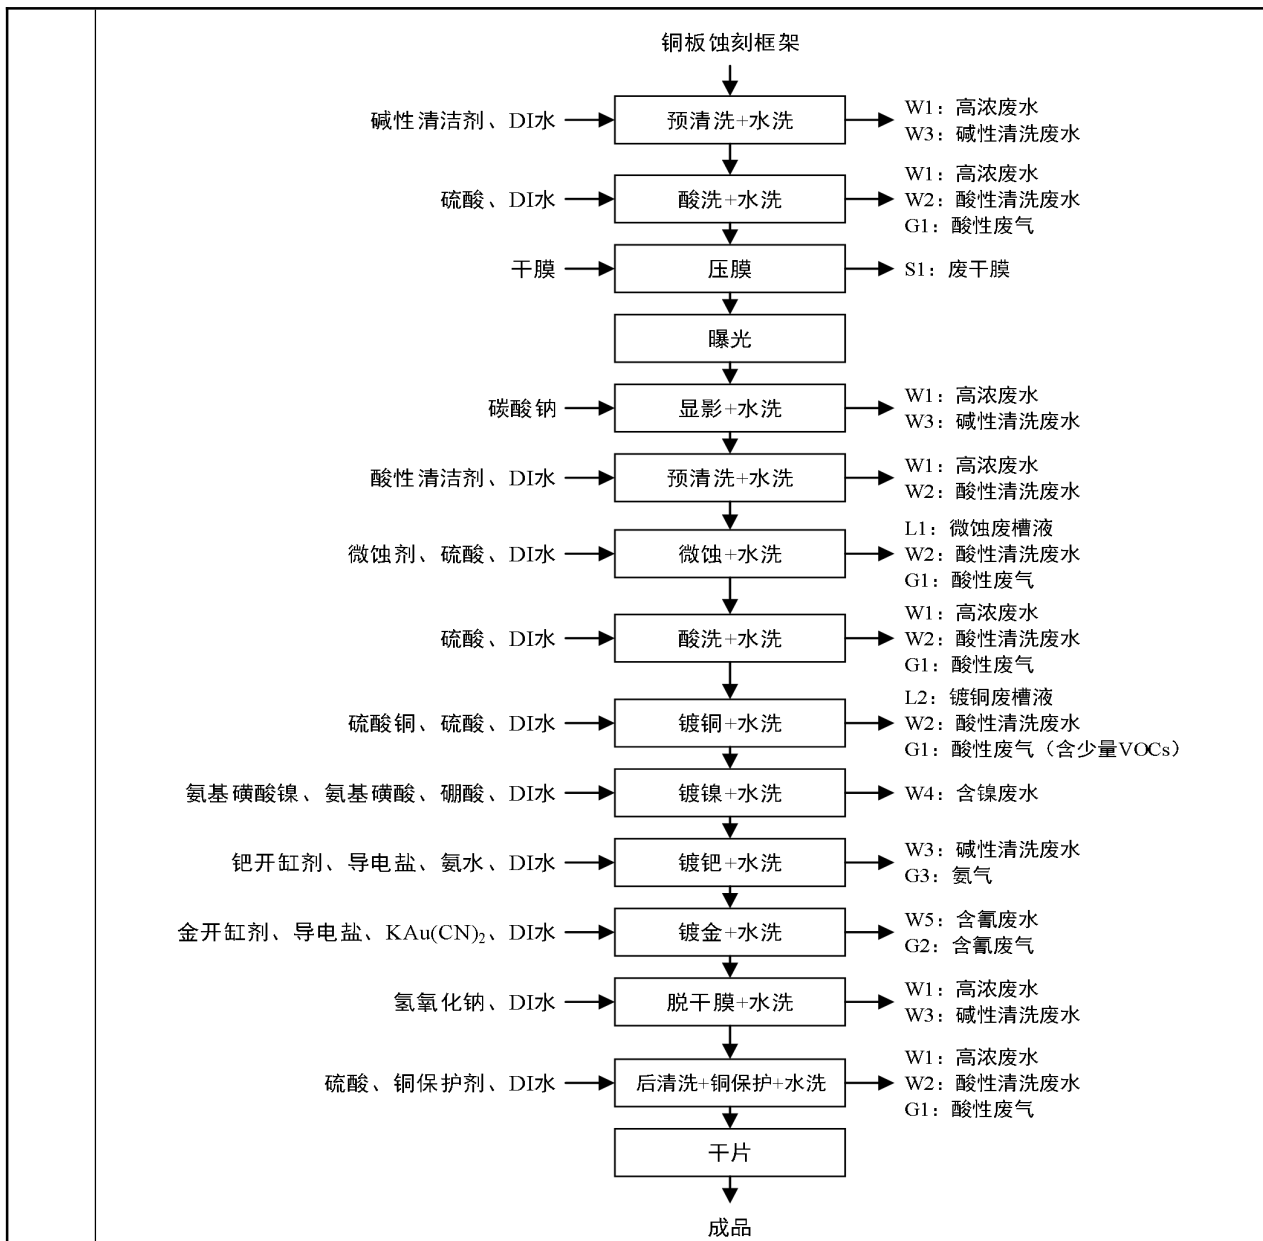 铜板蚀刻框架
碱性清洁剂、DI水
预清洗+水洗
W1：高浓废水
W3：碱性清洗废水
硫酸、DI水
酸洗+水洗
W1：高浓废水
W2：酸性清洗废水
G1：酸性废气
干膜
压膜
S1：废干膜
曝光
碳酸钠
显影+水洗
W1：高浓废水
W3：碱性清洗废水
酸性清洁剂、DI水
预清洗+水洗
W1：高浓废水
W2：酸性清洗废水
微蚀剂、硫酸、DI水
微蚀+水洗
L1：微蚀废槽液
W2：酸性清洗废水
G1：酸性废气
硫酸、DI水
酸洗+水洗
W1：高浓废水
W2：酸性清洗废水
G1：酸性废气
硫酸铜、硫酸、DI水
镀铜+水洗
L2：镀铜废槽液
W2：酸性清洗废水
G1：酸性废气（含少量VOCs）
氨基磺酸镍、氨基磺酸、硼酸、DI水
镀镍+水洗
W4：含镍废水
钯开缸剂、导电盐、氨水、DI水
镀钯+水洗
W3：碱性清洗废水
G3：氨气
金开缸剂、导电盐、KAu(CN)₂、DI水
镀金+水洗
W5：含氰废水
G2：含氰废气
氢氧化钠、DI水
脱干膜+水洗
W1：高浓废水
W3：碱性清洗废水
硫酸、铜保护剂、DI水
后清洗+铜保护+水洗
W1：高浓废水
W2：酸性清洗废水
G1：酸性废气
干片
成品